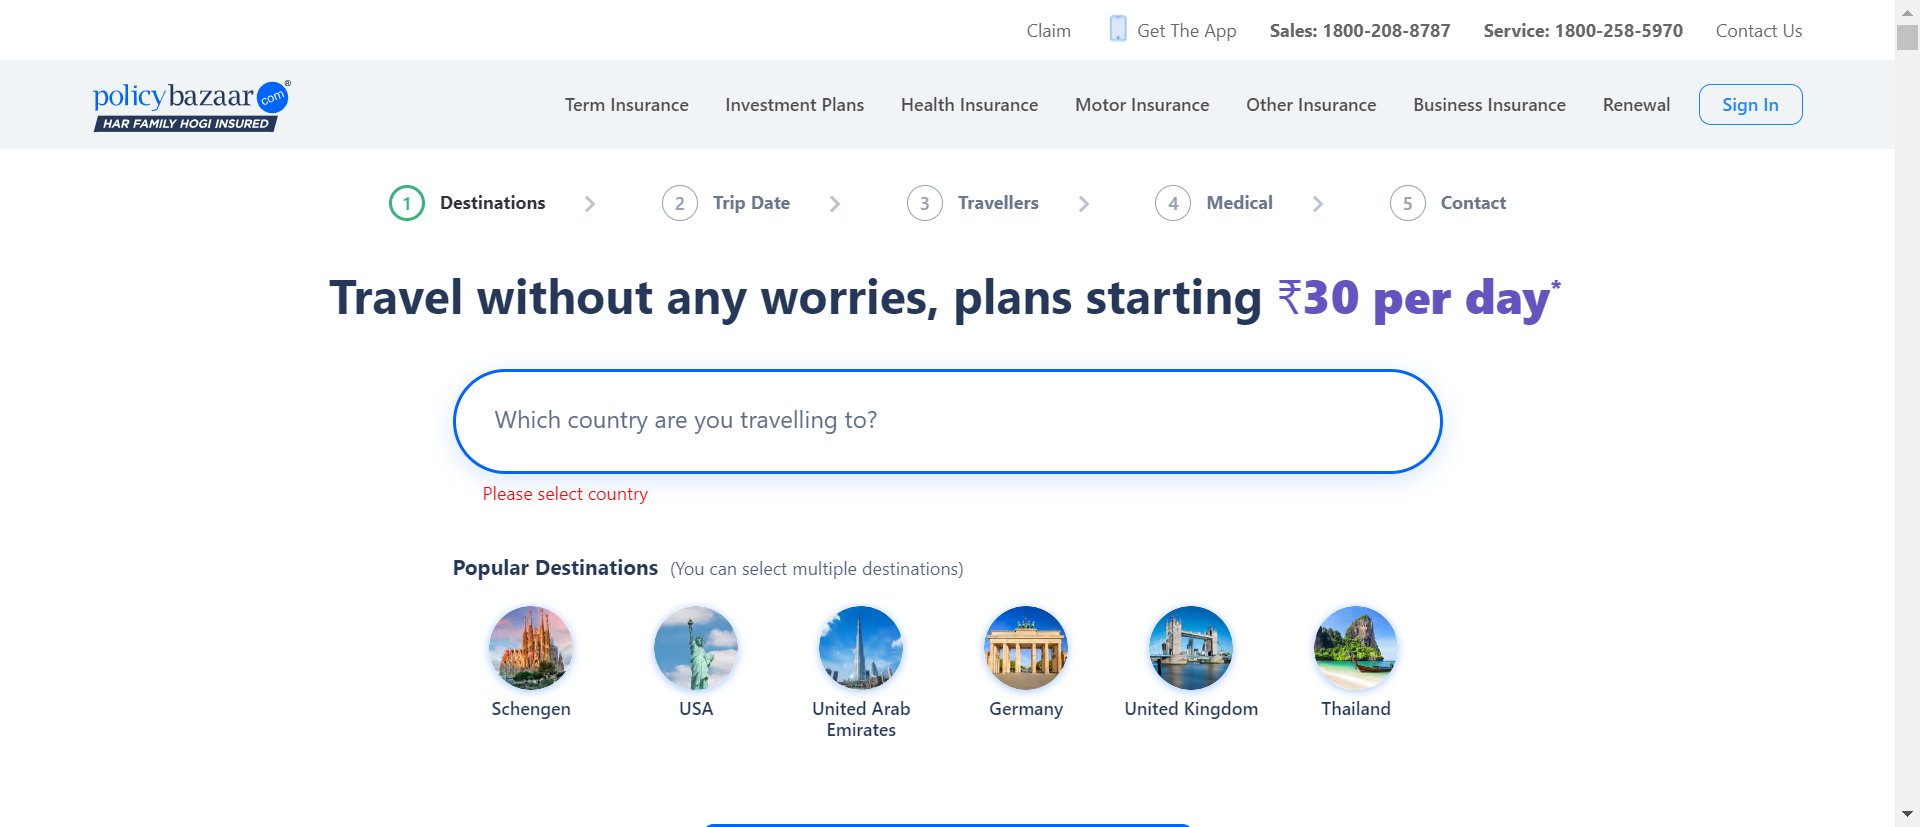 Claim Get The App Sales: 1800-208-8787 Service: 1800-258-5970 Contact Us
policybazaar.com®
HAR FAMILY HOGI INSURED
Term Insurance Investment Plans Health Insurance Motor Insurance Other Insurance Business Insurance Renewal Sign In
1 Destinations 2 Trip Date 3 Travellers 4 Medical 5 Contact
Travel without any worries, plans starting ₹30 per day*
Which country are you travelling to?
Please select country
Popular Destinations (You can select multiple destinations)
Schengen USA United Arab Emirates Germany United Kingdom Thailand